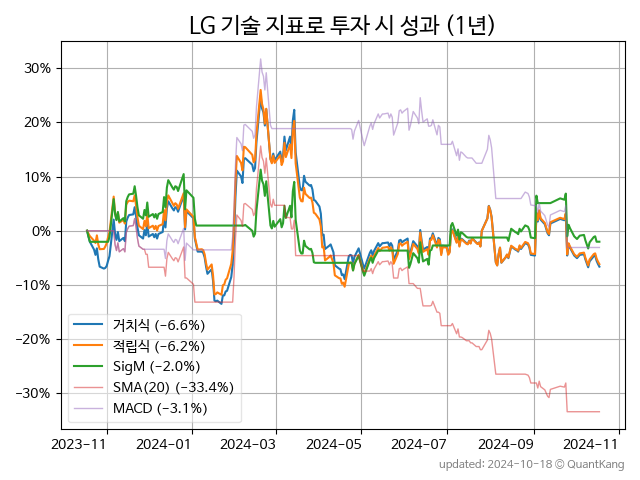 LG 기술 지표로 투자 시 성과 (1년)
30%
20%
10%
0%
−10%
−20%
−30%
거치식 (−6.6%)
적립식 (−6.2%)
SigM (−2.0%)
SMA(20) (−33.4%)
MACD (−3.1%)
2023-11 2024-01 2024-03 2024-05 2024-07 2024-09 2024-11
updated: 2024-10-18 © QuantKang